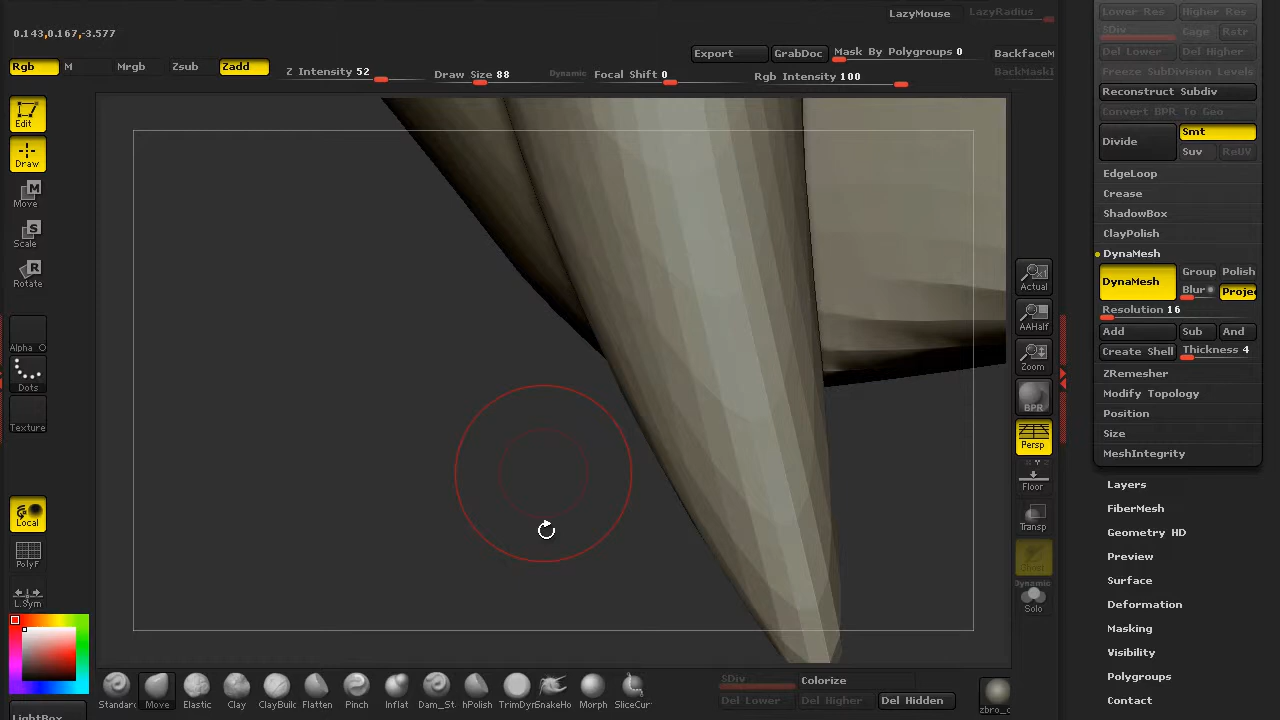 LazyMouse LazyRadius
Lower Res Higher Res
0.143,0.167,-3.577
SDiv Cage Rstr
Del Lower Del Higher
Rgb M Mrgb Zsub Zadd
Z Intensity 52 Draw Size 88 Dynamic Focal Shift 0
Export GrabDoc Mask By Polygroups 0
Rgb Intensity 100
BackfaceM
BackMaskI
Freeze SubDivision Levels
Reconstruct Subdiv
Convert BPR To Geo
Divide Smt
Suv ReUV
EdgeLoop
Crease
ShadowBox
ClayPolish
DynaMesh
DynaMesh Group Polish
Blur Projec
Resolution 16
Add Sub And
Create Shell Thickness 4
ZRemesher
Modify Topology
Position
Size
MeshIntegrity
Layers
FiberMesh
Geometry HD
Preview
Surface
Deformation
Masking
Visibility
Polygroups
Contact
Edit
Draw
Move
Scale
Rotate
Alpha O
Dots
Texture
Local
PolyF
L.Sym
LightBox
Actual
AAHalf
Zoom
BPR
Persp
Floor
Transp
Ghost
Dynamic
Solo
Standar Move Elastic Clay ClayBuil Flatten Pinch Inflat Dam_St hPolish TrimDyn SnakeHo Morph SliceCur
SDiv Colorize
Del Lower Del Higher Del Hidden
zbro_c